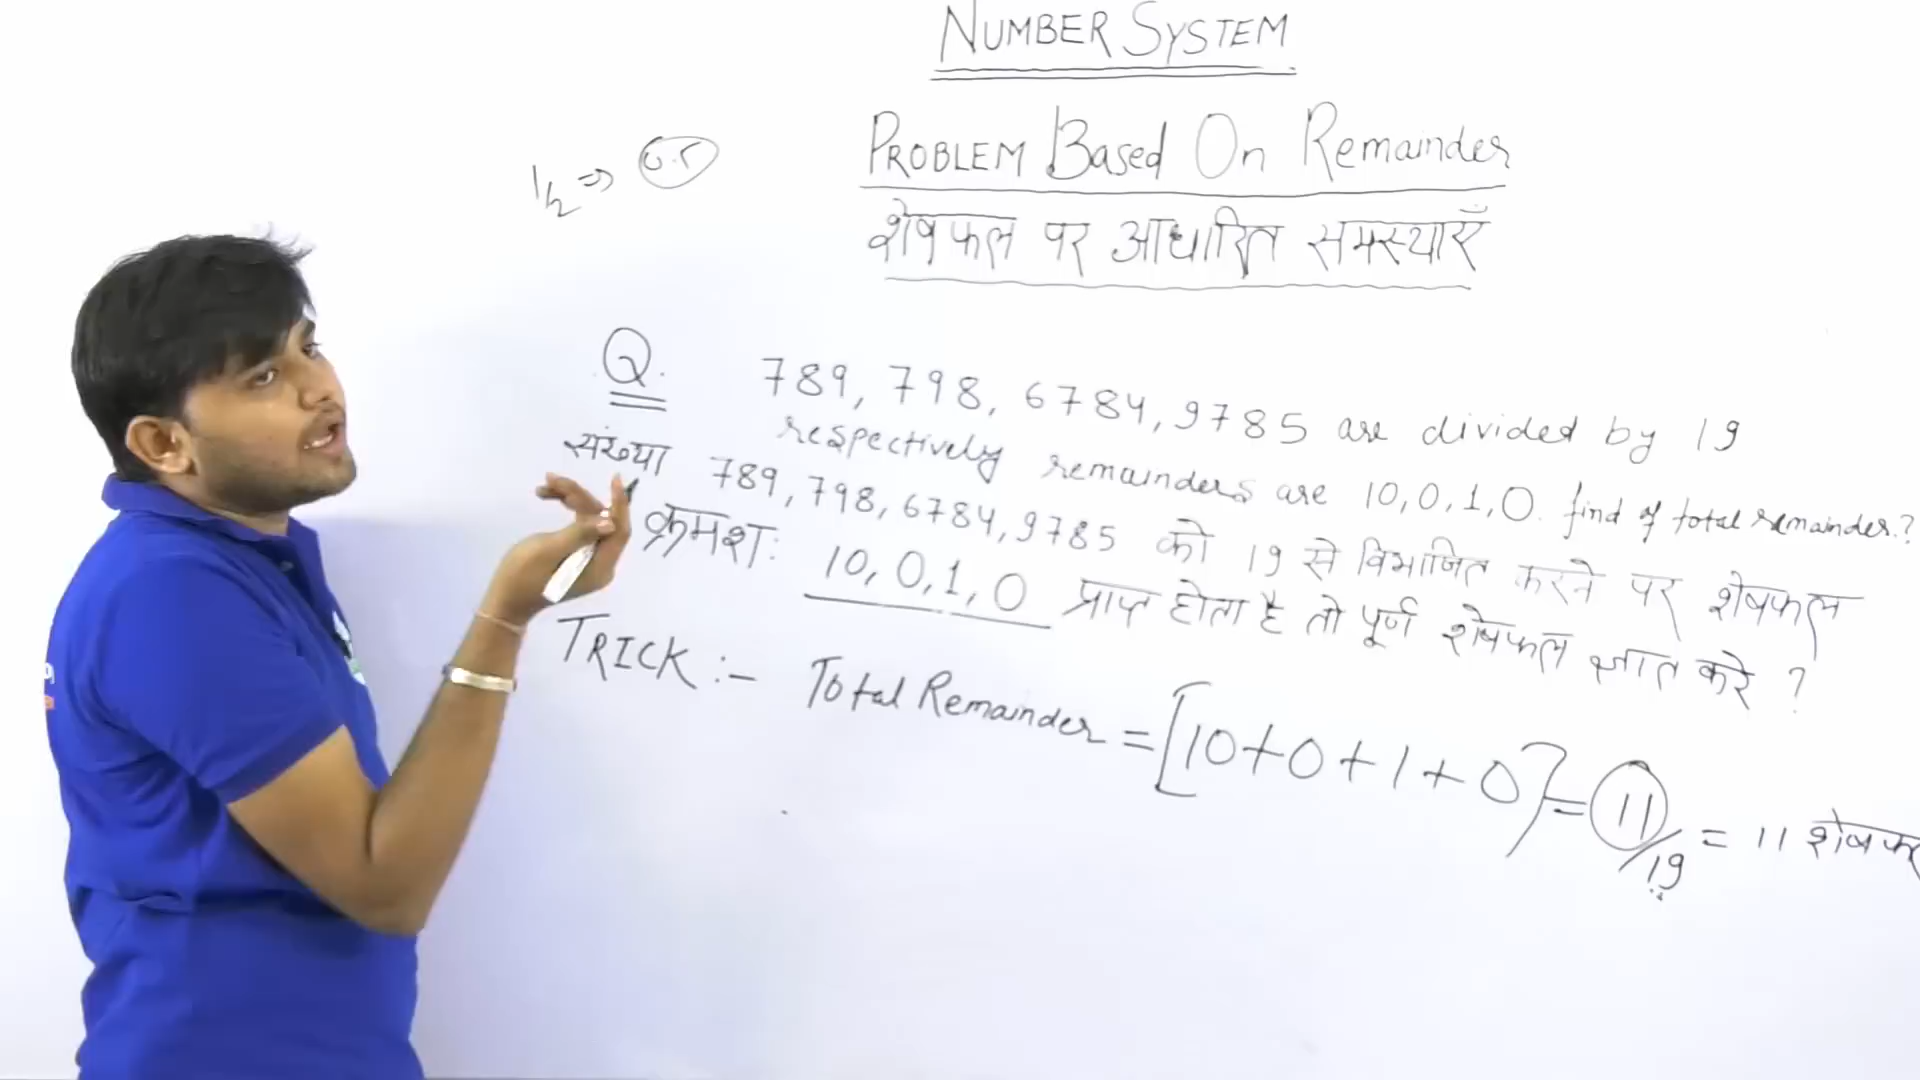 NUMBER SYSTEM
PROBLEM Based On Remainder
शेषफल पर आधारित समस्याएँ
1/2 ⇒ 0.5
Q. 789, 798, 6784, 9785 are divided by 19
respectively remainders are 10, 0, 1, 0. find of total remainder.?
संख्या 789, 798, 6784, 9785 को 19 से विभाजित करने पर शेषफल
क्रमश: 10, 0, 1, 0 प्राप्त होता है तो पूर्ण शेषफल ज्ञात करे ?
TRICK :- Total Remainder = [10+0+1+0] = 11/19 = 11 शेषफ